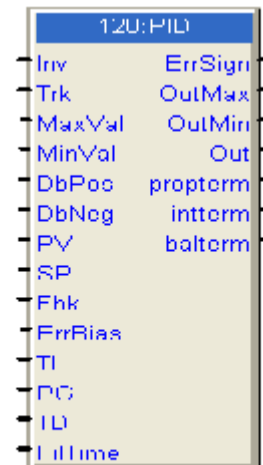 120:PID
Inv ErrSign
Trk OutMax
MaxVal OutMin
MinVal Out
DbPos propterm
DbNeg intterm
PV balterm
SP
Fbk
ErrBias
TI
PG
TD
FilTime